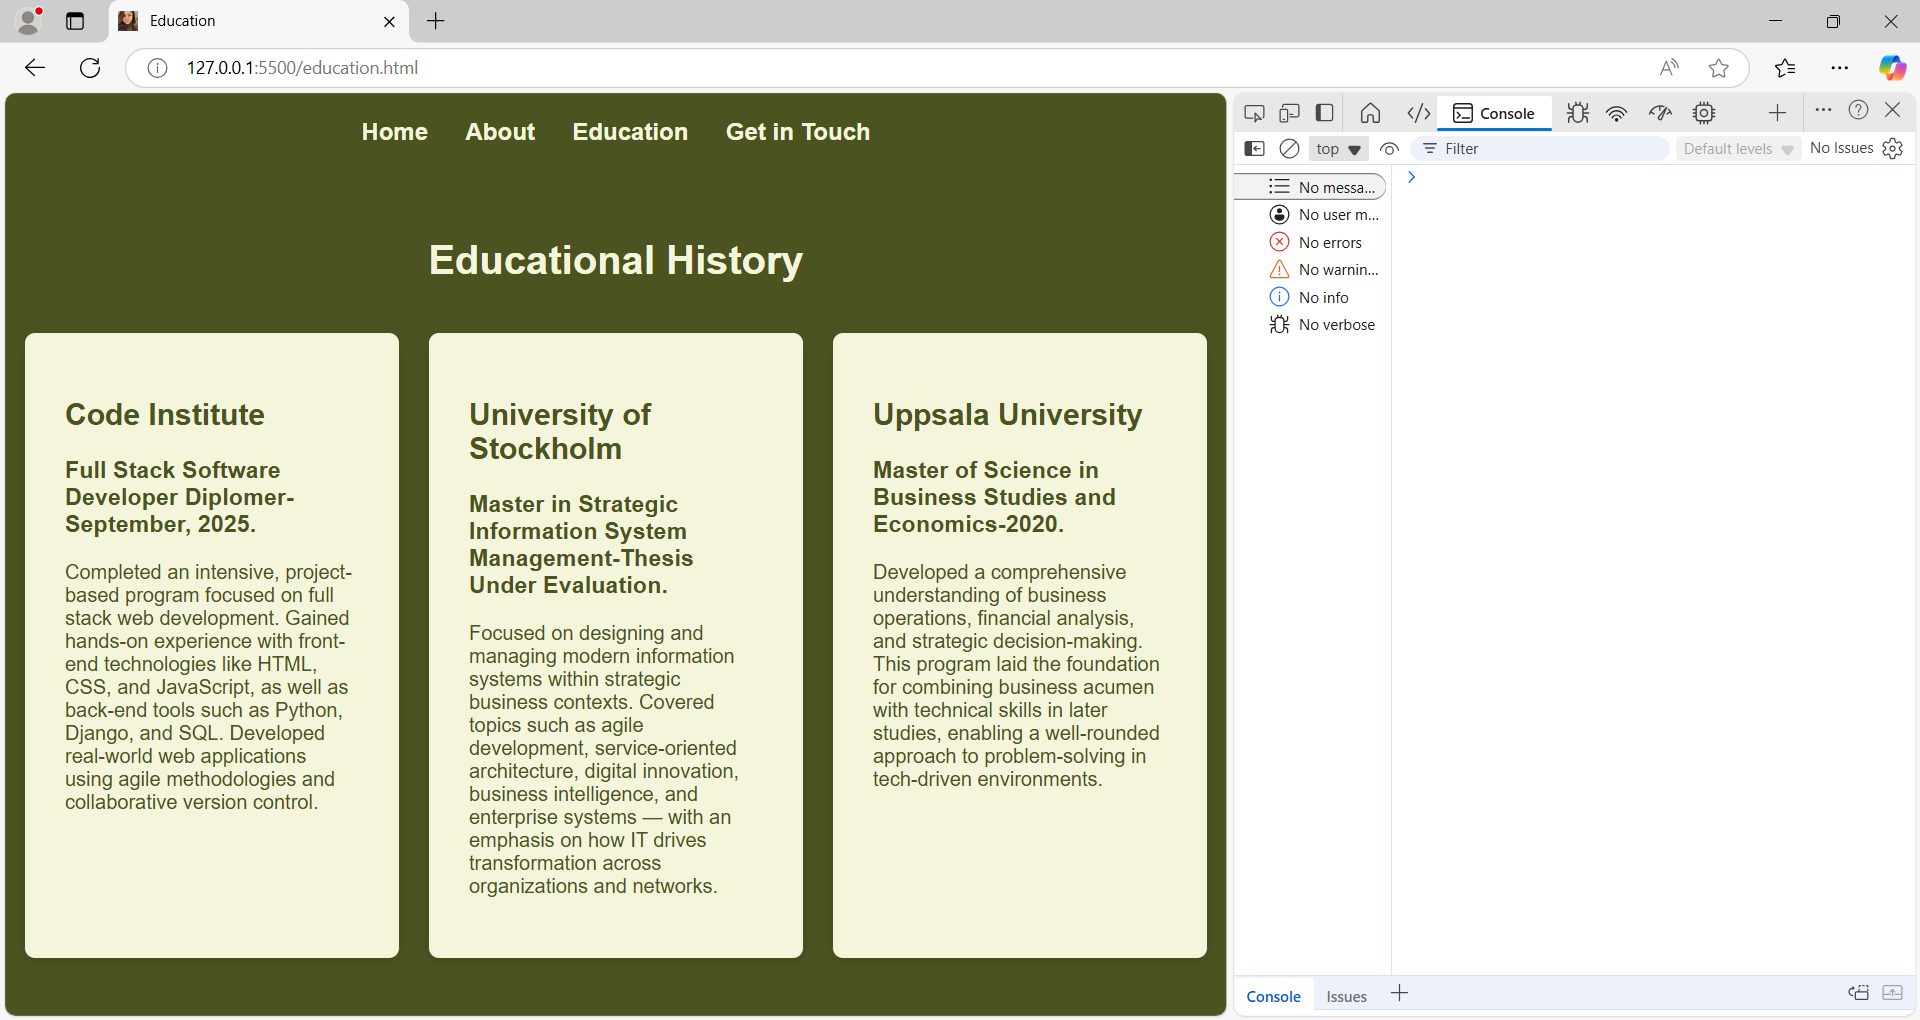 Education
127.0.0.1:5500/education.html
Home About Education Get in Touch
Educational History
Code Institute
Full Stack Software
Developer Diplomer-
September, 2025.
Completed an intensive, project-
based program focused on full
stack web development. Gained
hands-on experience with front-
end technologies like HTML,
CSS, and JavaScript, as well as
back-end tools such as Python,
Django, and SQL. Developed
real-world web applications
using agile methodologies and
collaborative version control.
University of
Stockholm
Master in Strategic
Information System
Management-Thesis
Under Evaluation.
Focused on designing and
managing modern information
systems within strategic
business contexts. Covered
topics such as agile
development, service-oriented
architecture, digital innovation,
business intelligence, and
enterprise systems — with an
emphasis on how IT drives
transformation across
organizations and networks.
Uppsala University
Master of Science in
Business Studies and
Economics-2020.
Developed a comprehensive
understanding of business
operations, financial analysis,
and strategic decision-making.
This program laid the foundation
for combining business acumen
with technical skills in later
studies, enabling a well-rounded
approach to problem-solving in
tech-driven environments.
Console
top Filter Default levels No Issues
No messa...
No user m...
No errors
No warnin...
No info
No verbose
Console Issues